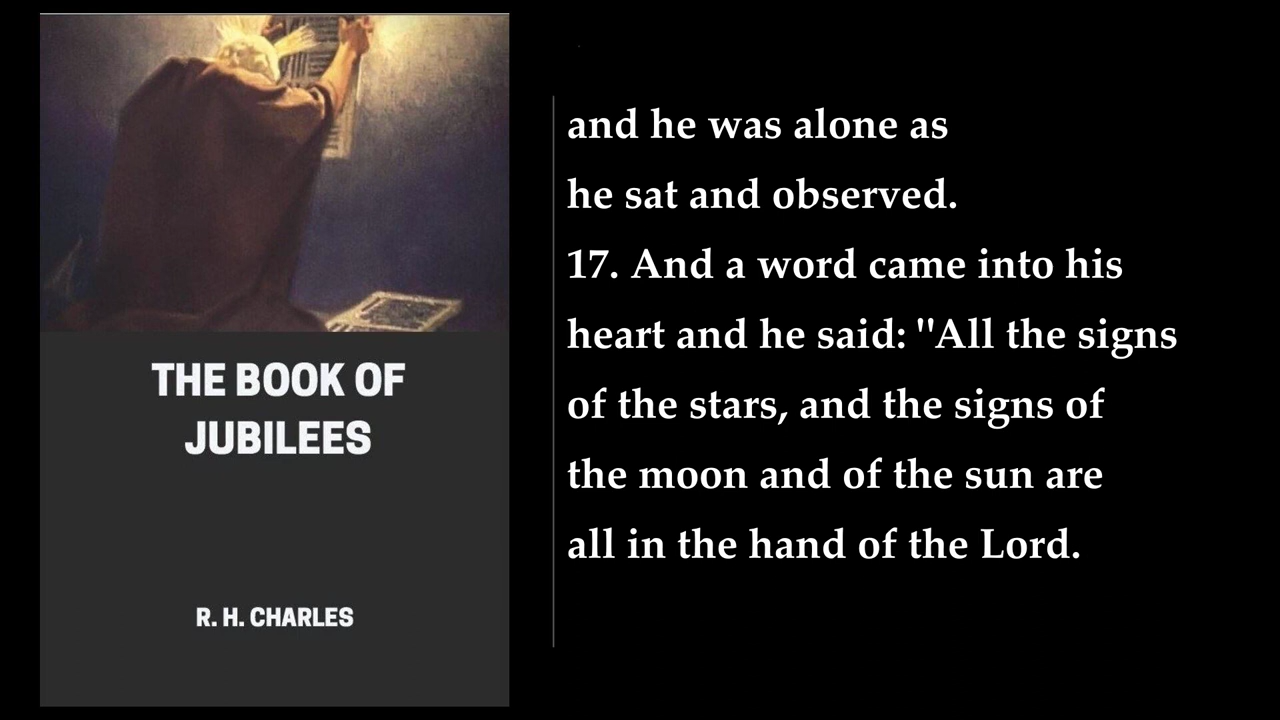 THE BOOK OF
JUBILEES
R. H. CHARLES
and he was alone as
he sat and observed.
17. And a word came into his
heart and he said: "All the signs
of the stars, and the signs of
the moon and of the sun are
all in the hand of the Lord.